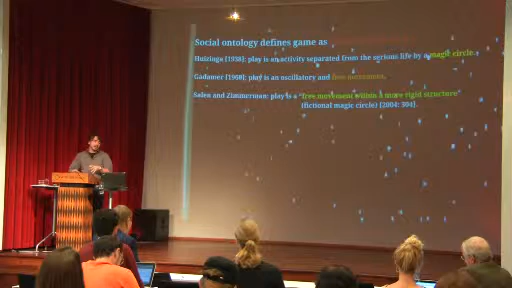 Social ontology defines game as
Huizinga [1938]: play is an activity separated from the serious life by a magic circle.
Gadamer [1960]: play is an oscillatory and free movement.
Salen and Zimmerman: play is a "free movement within a more rigid structure"
(fictional magic circle) [2004: 304].